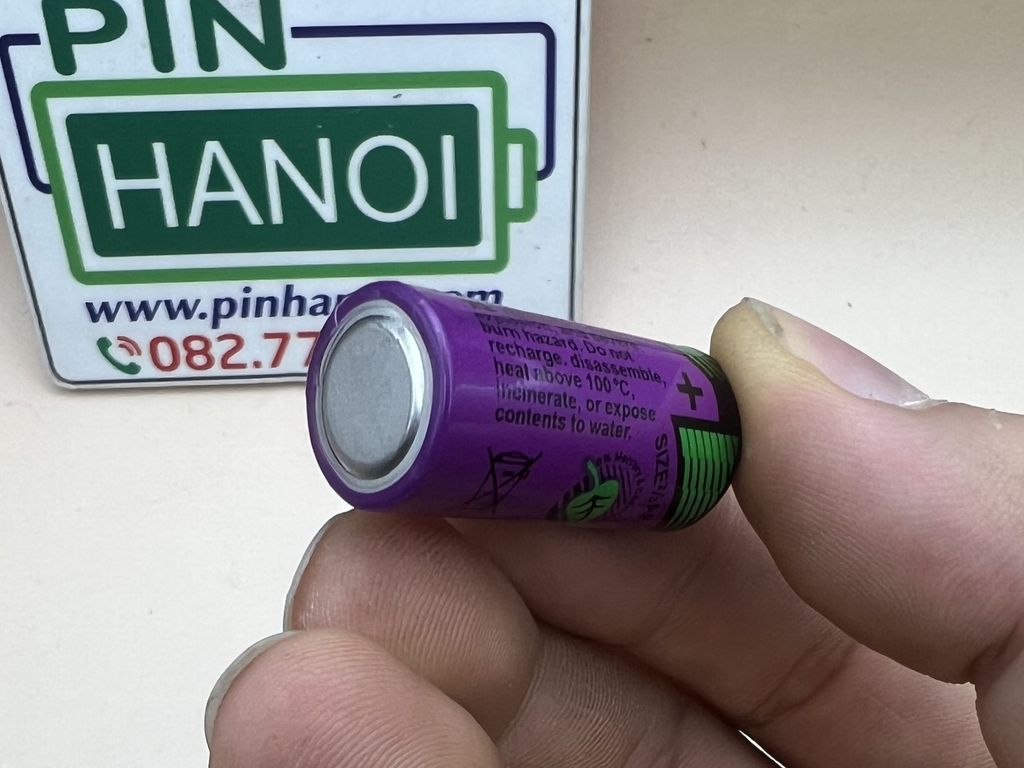 PIN
HANOI
www.pinha
082.77
burn hazard. Do not
recharge, disassemble,
heat above 100°C,
incinerate, or expose
contents to water.
+